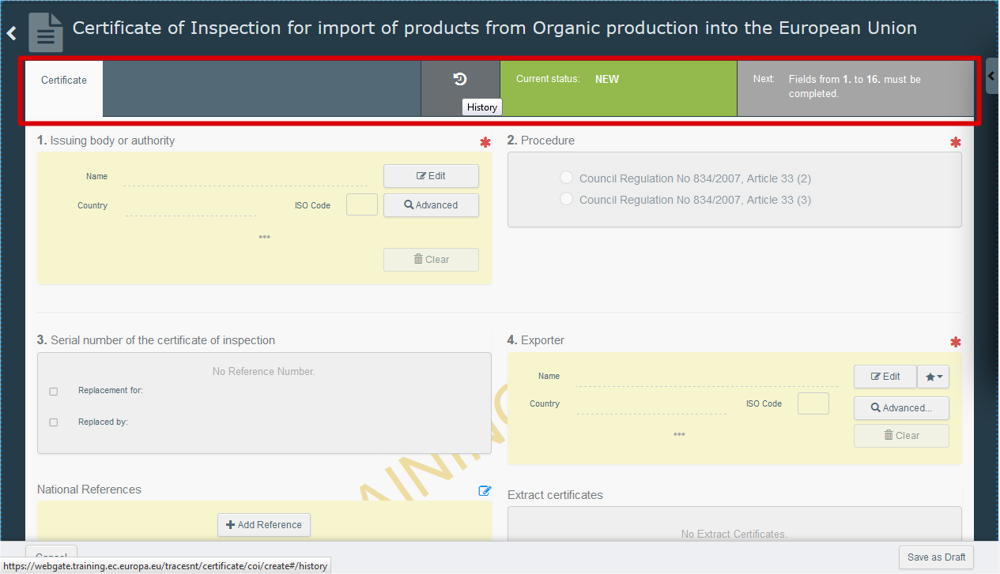 Certificate of Inspection for import of products from Organic production into the European Union
Certificate
History
Current status: NEW
Next: Fields from 1. to 16. must be
completed.
1. Issuing body or authority
Name
Edit
Country
ISO Code
Advanced
Clear
2. Procedure
Council Regulation No 834/2007, Article 33 (2)
Council Regulation No 834/2007, Article 33 (3)
3. Serial number of the certificate of inspection
No Reference Number.
Replacement for:
Replaced by:
4. Exporter
Name
Edit
Country
ISO Code
Advanced...
Clear
AINING
National References
Add Reference
Extract certificates
No Extract Certificates.
Cancel
https://webgate.training.ec.europa.eu/tracesnt/certificate/coi/create#/history
Save as Draft